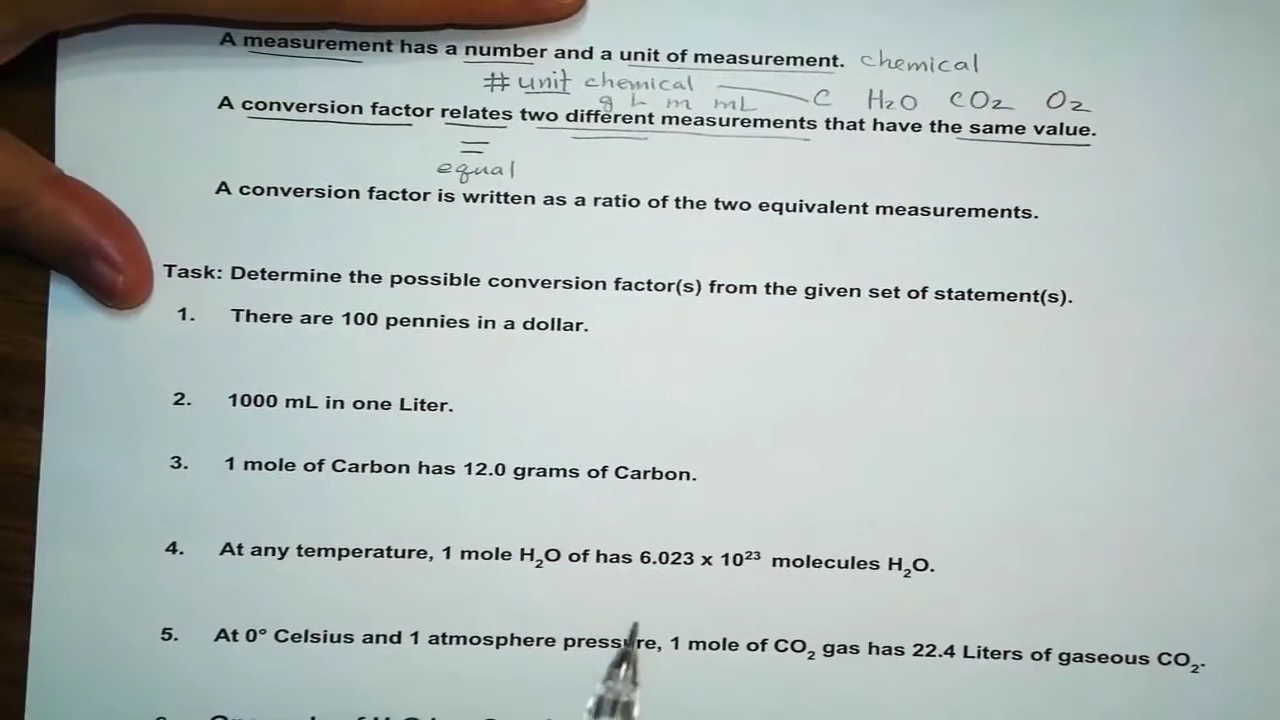 A measurement has a number and a unit of measurement. chemical
# unit chemical C H₂O CO₂ O₂
g L m mL
A conversion factor relates two different measurements that have the same value.
=
equal
A conversion factor is written as a ratio of the two equivalent measurements.
Task: Determine the possible conversion factor(s) from the given set of statement(s).
1. There are 100 pennies in a dollar.
2. 1000 mL in one Liter.
3. 1 mole of Carbon has 12.0 grams of Carbon.
4. At any temperature, 1 mole H₂O of has 6.023 x 10²³ molecules H₂O.
5. At 0° Celsius and 1 atmosphere pressure, 1 mole of CO₂ gas has 22.4 Liters of gaseous CO₂.